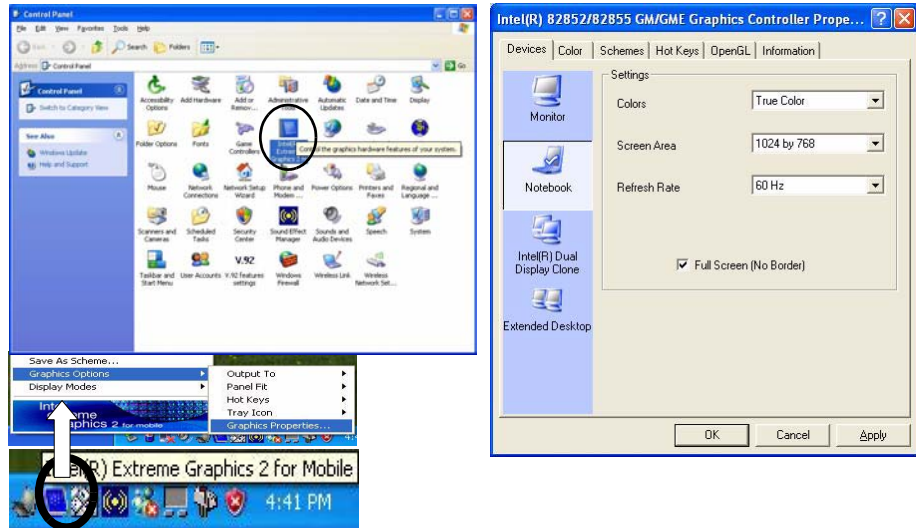 Control Panel
File Edit View Favorites Tools Help
Back Search Folders
Address Control Panel Go
Control Panel
Switch to Category View
See Also
Windows Update
Help and Support
Accessibility Options
Add Hardware
Add or Remov...
Administrative Tools
Automatic Updates
Date and Time
Display
Folder Options
Fonts
Game Controllers
Intel(R) Extreme Graphics 2
Control the graphics hardware features of your system.
Mouse
Network Connections
Network Setup Wizard
Phone and Modem ...
Power Options
Printers and Faxes
Regional and Language ...
Scanners and Cameras
Scheduled Tasks
Security Center
Sound Effect Manager
Sounds and Audio Devices
Speech
System
Taskbar and Start Menu
User Accounts
V.92
V.92 features settings
Windows Firewall
Wireless Link
Wireless Network Set...
Save As Scheme...
Graphics Options
Display Modes
Output To
Panel Fit
Hot Keys
Tray Icon
Graphics Properties...
graphics 2 for mobile
Extreme Graphics 2 for Mobile
4:41 PM
Intel(R) 82852/82855 GM/GME Graphics Controller Prope...
Devices Color Schemes Hot Keys OpenGL Information
Monitor
Notebook
Intel(R) Dual Display Clone
Extended Desktop
Settings
Colors True Color
Screen Area 1024 by 768
Refresh Rate 60 Hz
Full Screen (No Border)
OK Cancel Apply